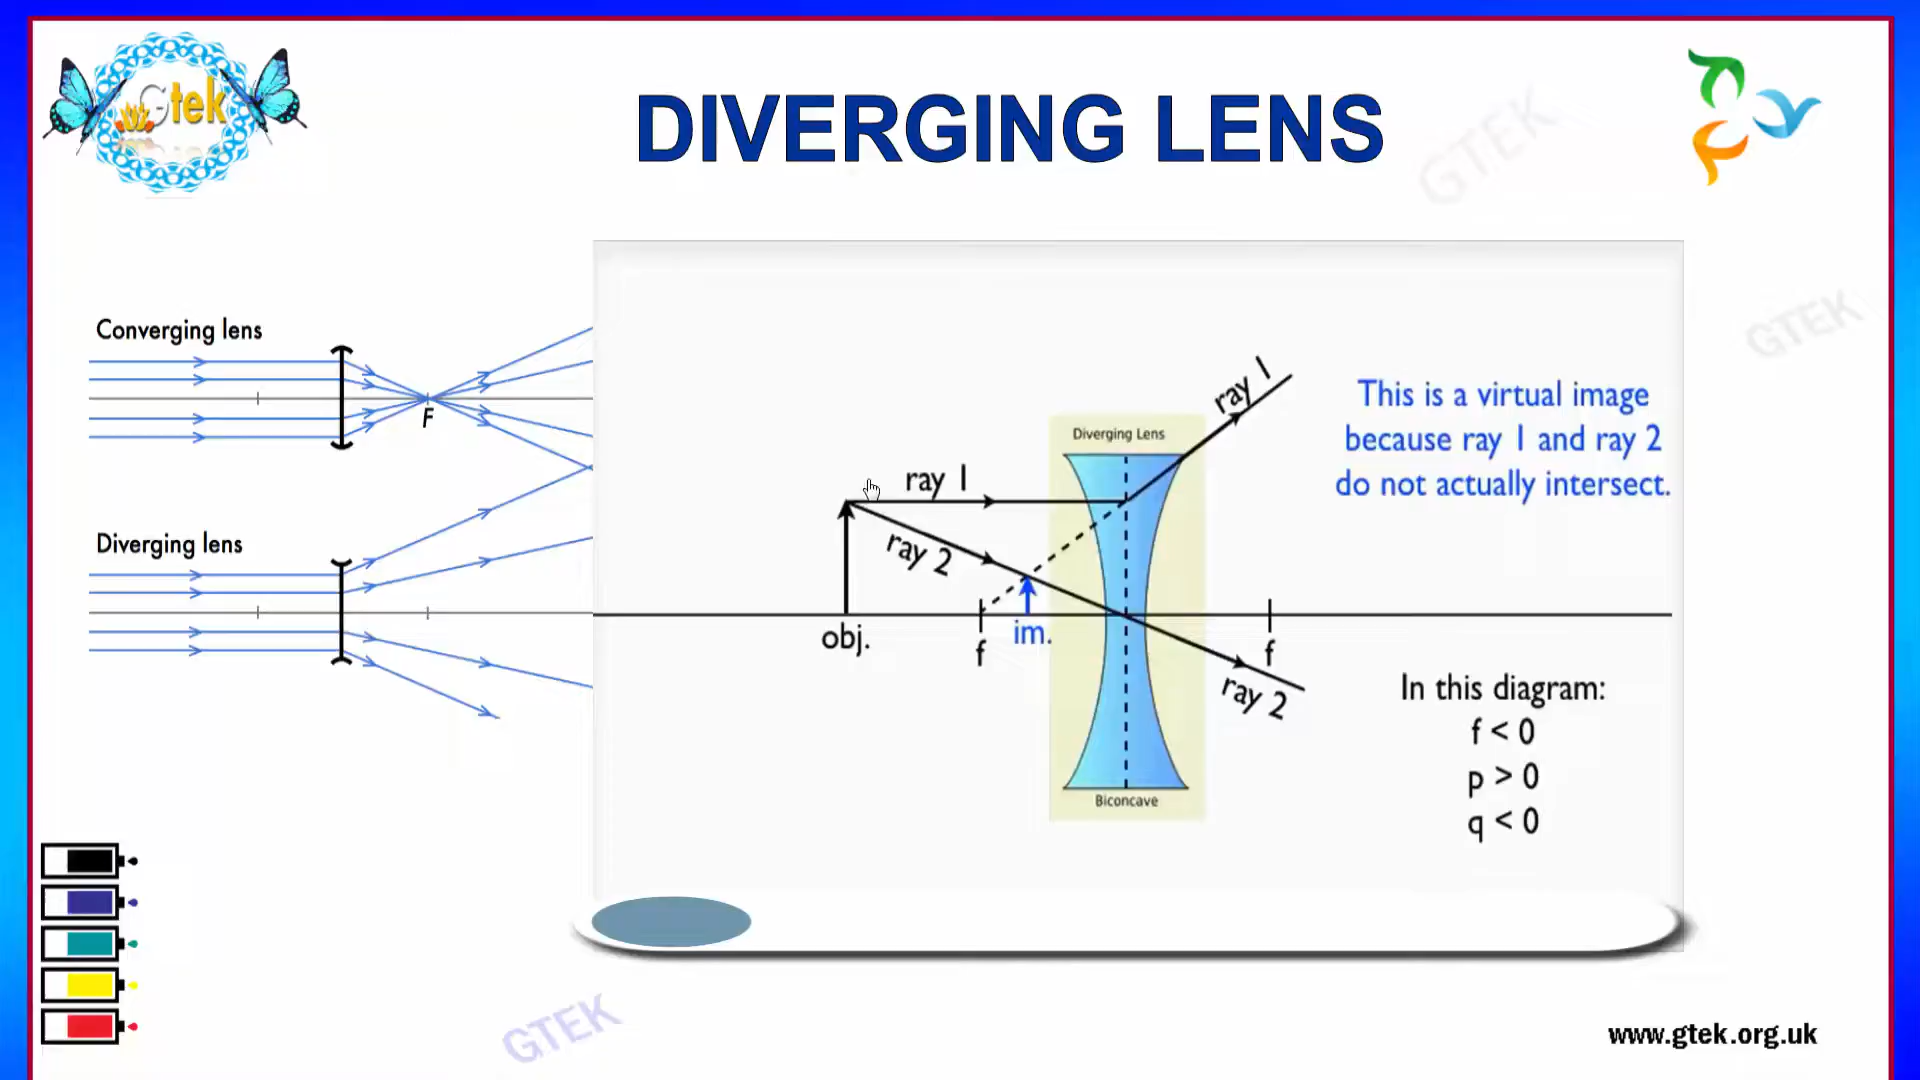 Gtek
DIVERGING LENS
GTEK
GTEK
Converging lens
F
Diverging lens
Diverging Lens
ray 1
ray 1
ray 2
obj.
f
im.
f
ray 2
Biconcave
This is a virtual image
because ray 1 and ray 2
do not actually intersect.
In this diagram:
f < 0
p > 0
q < 0
GTEK
www.gtek.org.uk